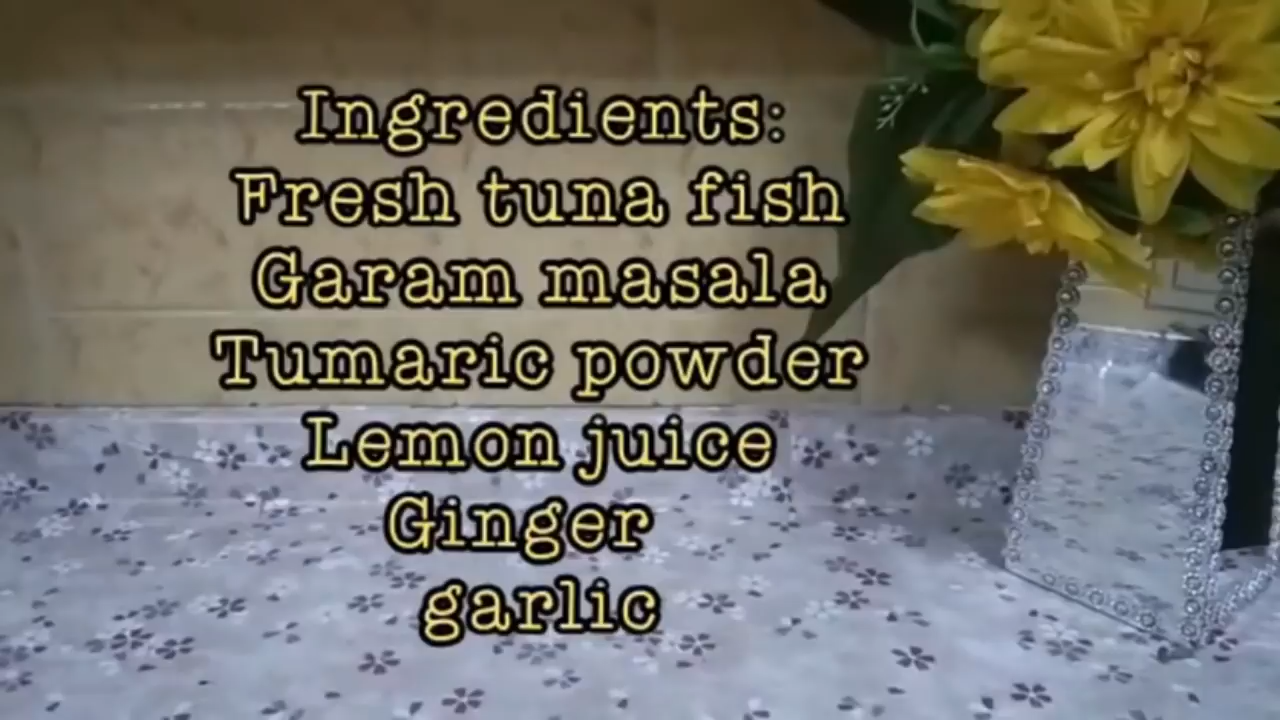 Ingredients:
Fresh tuna fish
Garam masala
Tumaric powder
Lemon juice
Ginger
garlic